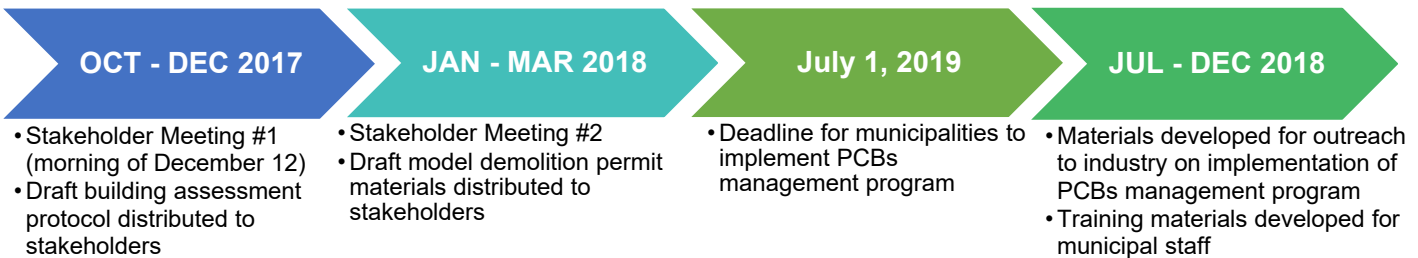 OCT - DEC 2017
• Stakeholder Meeting #1
(morning of December 12)
• Draft building assessment
protocol distributed to
stakeholders
JAN - MAR 2018
• Stakeholder Meeting #2
• Draft model demolition permit
materials distributed to
stakeholders
July 1, 2019
• Deadline for municipalities to
implement PCBs
management program
JUL - DEC 2018
• Materials developed for outreach
to industry on implementation of
PCBs management program
• Training materials developed for
municipal staff